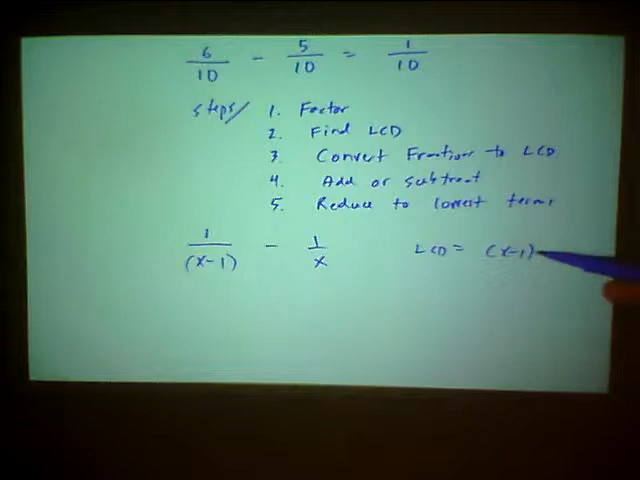 6/10 - 5/10 = 1/10
steps/ 1. Factor
2. Find LCD
3. Convert Fractions to LCD
4. Add or subtract
5. Reduce to lowest terms
1/(x-1) - 1/x LCD = (x-1)